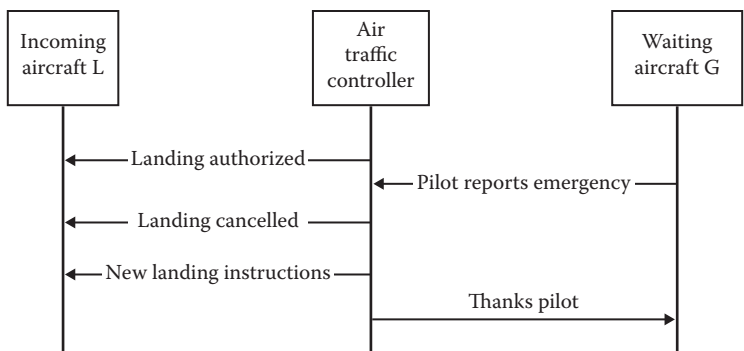 Incoming
aircraft L
Air
traffic
controller
Waiting
aircraft G
Landing authorized
Pilot reports emergency
Landing cancelled
New landing instructions
Thanks pilot